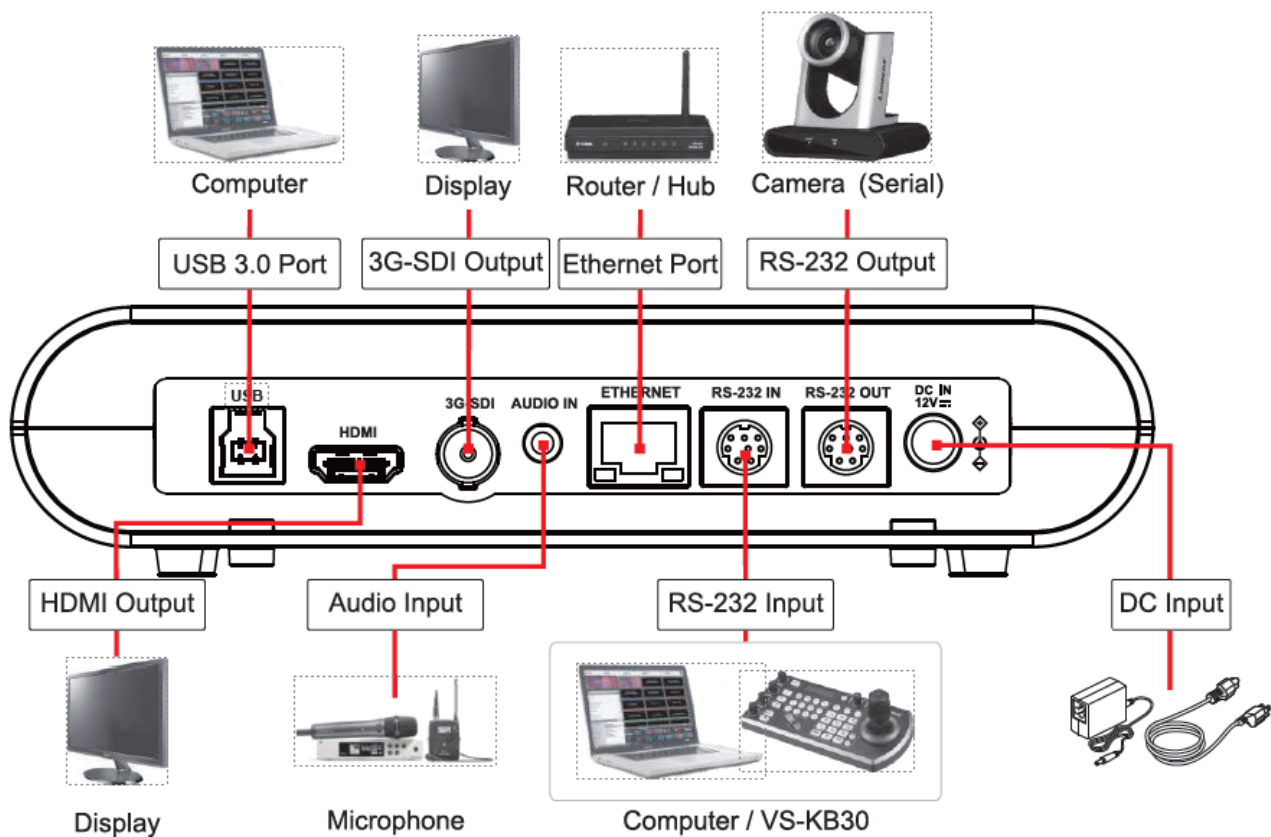 Computer
Display
Router / Hub
Camera (Serial)
USB 3.0 Port
3G-SDI Output
Ethernet Port
RS-232 Output
USB
HDMI
3G-SDI
AUDIO IN
ETHERNET
RS-232 IN
RS-232 OUT
DC IN
12V
HDMI Output
Audio Input
RS-232 Input
DC Input
Display
Microphone
Computer / VS-KB30